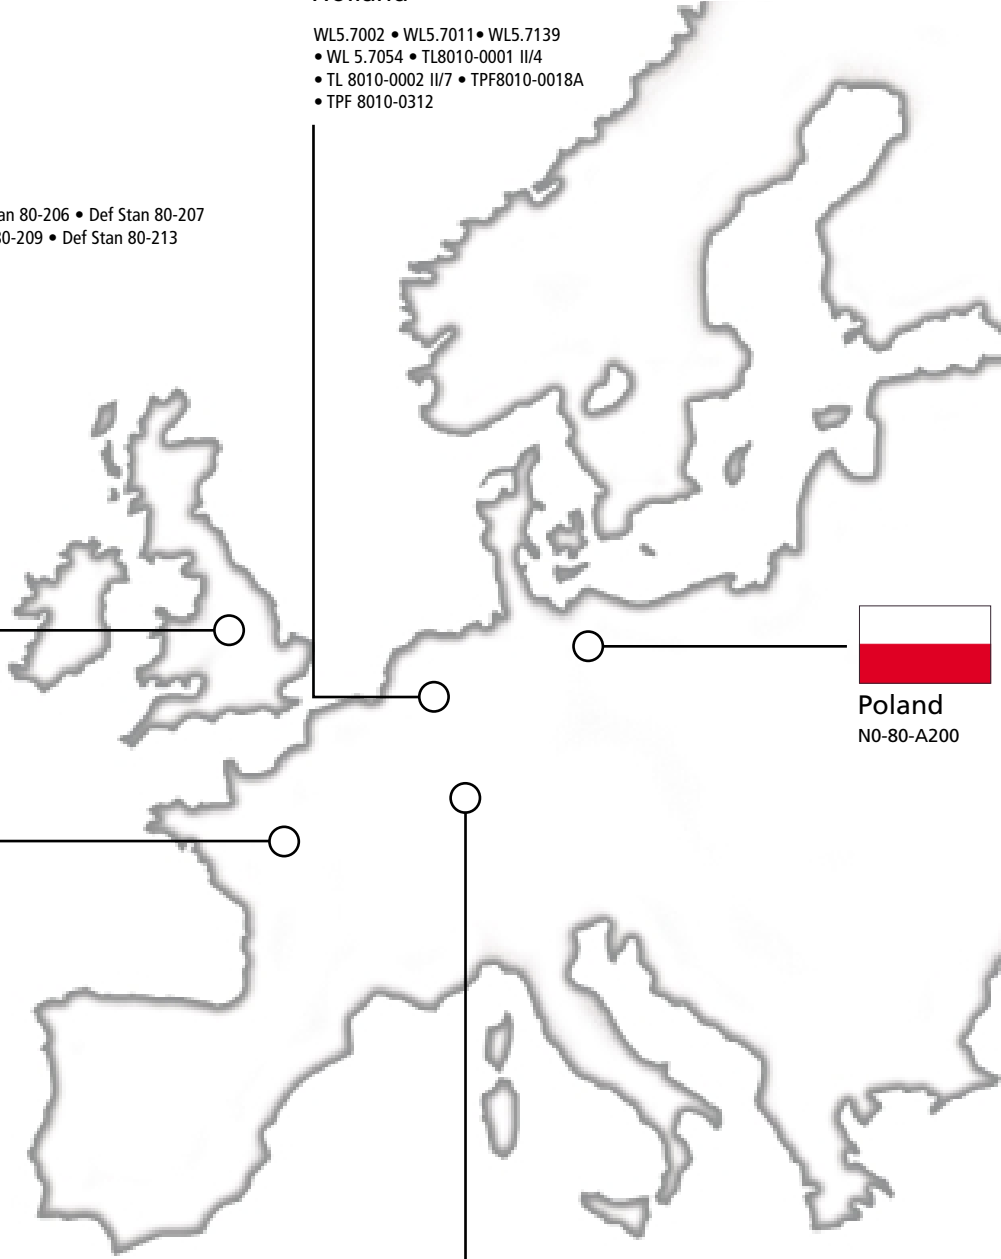 WL5.7002 • WL5.7011• WL5.7139
• WL 5.7054 • TL8010-0001 II/4
• TL 8010-0002 II/7 • TPF8010-0018A
• TPF 8010-0312
80-206 • Def Stan 80-207
-209 • Def Stan 80-213
Poland
N0-80-A200